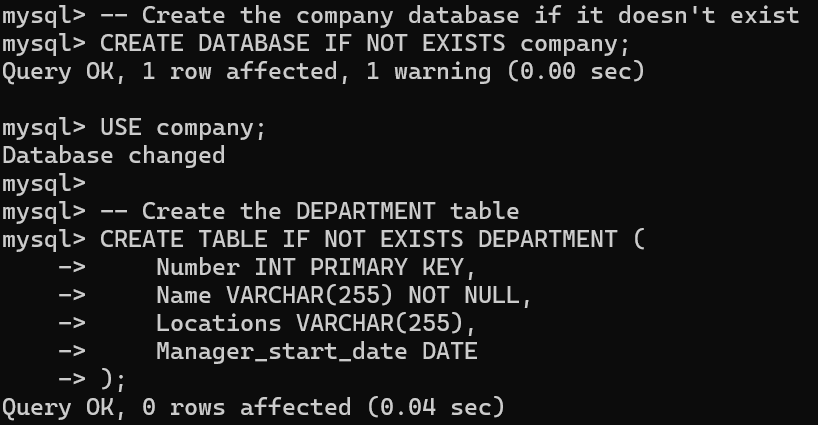 mysql> -- Create the company database if it doesn't exist
mysql> CREATE DATABASE IF NOT EXISTS company;
Query OK, 1 row affected, 1 warning (0.00 sec)

mysql> USE company;
Database changed
mysql>
mysql> -- Create the DEPARTMENT table
mysql> CREATE TABLE IF NOT EXISTS DEPARTMENT (
    ->     Number INT PRIMARY KEY,
    ->     Name VARCHAR(255) NOT NULL,
    ->     Locations VARCHAR(255),
    ->     Manager_start_date DATE
    -> );
Query OK, 0 rows affected (0.04 sec)